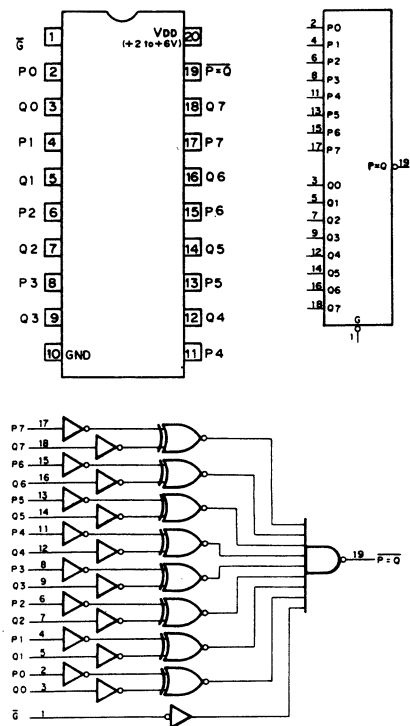 G 1 VDD 20
(+2 to +6V)
P0 2 19 P=Q
Q0 3 18 Q7
P1 4 17 P7
Q1 5 16 Q6
P2 6 15 P6
Q2 7 14 Q5
P3 8 13 P5
Q3 9 12 Q4
10 GND 11 P4
2 P0
4 P1
6 P2
8 P3
11 P4
13 P5
15 P6
17 P7
P=Q 19
3 Q0
5 Q1
7 Q2
9 Q3
12 Q4
14 Q5
16 Q6
18 Q7
G
1
P7 17
Q7 18
P6 15
Q6 16
P5 13
Q5 14
P4 11
Q4 12
P3 8
Q3 9
P2 6
Q2 7
P1 4
Q1 5
P0 2
Q0 3
G 1
19 P=Q